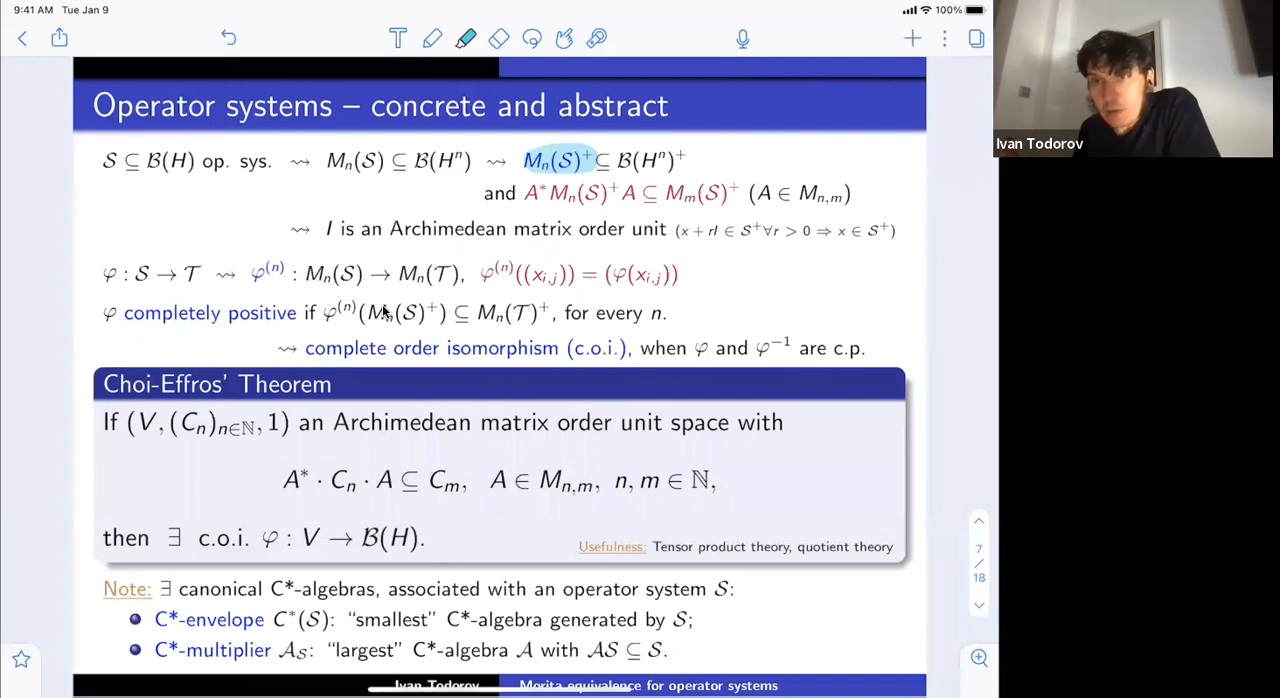 9:41 AM Tue Jan 9
100%
Operator systems – concrete and abstract
𝒮 ⊆ ℬ(H) op. sys. ⇝ Mₙ(𝒮) ⊆ ℬ(Hⁿ) ⇝ Mₙ(𝒮)⁺ ⊆ ℬ(Hⁿ)⁺
and A*Mₙ(𝒮)⁺A ⊆ Mₘ(𝒮)⁺ (A ∈ Mₙ,ₘ)
⇝ I is an Archimedean matrix order unit (x + rI ∈ 𝒮⁺∀r > 0 ⇒ x ∈ 𝒮⁺)
φ : 𝒮 → 𝒯 ⇝ φ⁽ⁿ⁾ : Mₙ(𝒮) → Mₙ(𝒯), φ⁽ⁿ⁾((x_{i,j})) = (φ(x_{i,j}))
φ completely positive if φ⁽ⁿ⁾(Mₙ(𝒮)⁺) ⊆ Mₙ(𝒯)⁺, for every n.
⇝ complete order isomorphism (c.o.i.), when φ and φ⁻¹ are c.p.
Choi-Effros' Theorem
If (V, (Cₙ)_{n∈ℕ}, 1) an Archimedean matrix order unit space with
A* · Cₙ · A ⊆ Cₘ, A ∈ Mₙ,ₘ, n, m ∈ ℕ,
then ∃ c.o.i. φ : V → ℬ(H).
Usefulness: Tensor product theory, quotient theory
Note: ∃ canonical C*-algebras, associated with an operator system 𝒮:
C*-envelope C*(𝒮): "smallest" C*-algebra generated by 𝒮;
C*-multiplier 𝒜_𝒮: "largest" C*-algebra 𝒜 with 𝒜𝒮 ⊆ 𝒮.
Ivan Todorov Morita equivalence for operator systems
7
/
18
Ivan Todorov